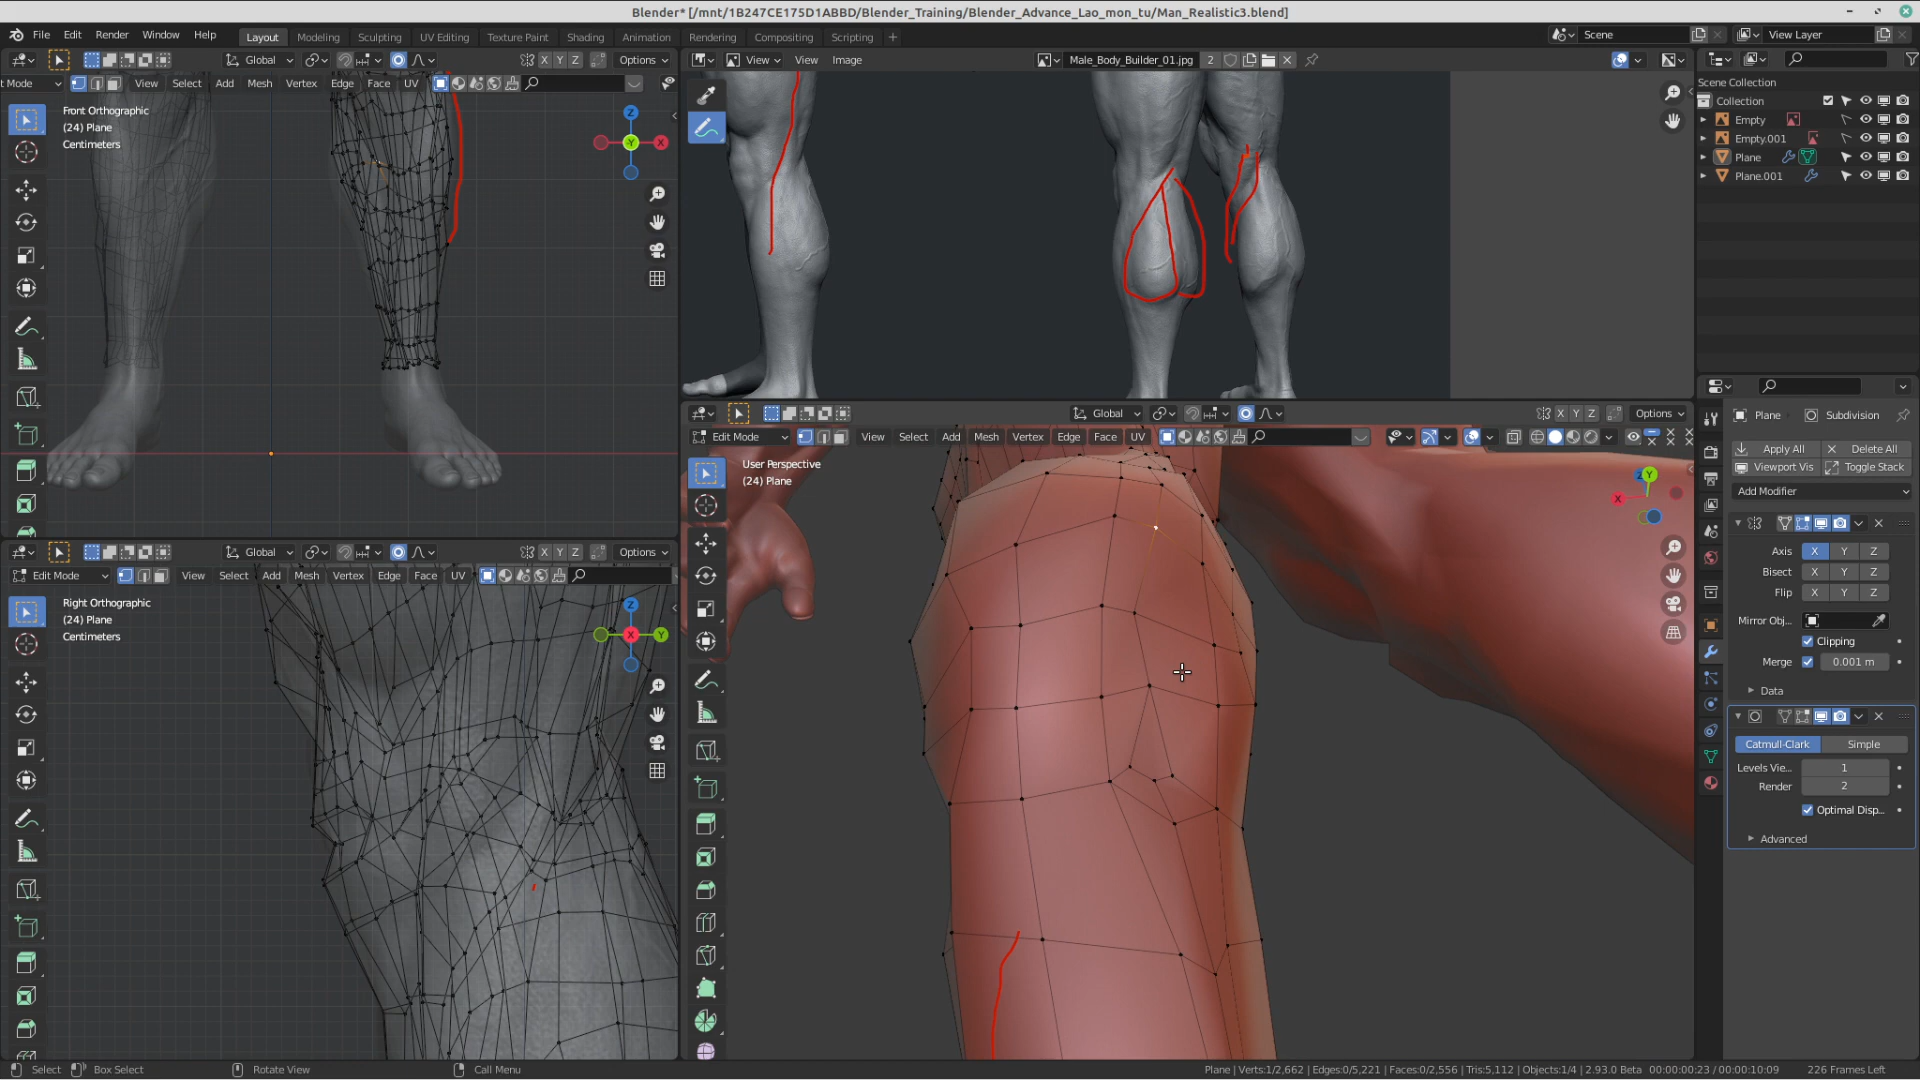 Blender* [/mnt/1B247CE175D1ABBD/Blender_Training/Blender_Advance_Lao_mon_tu/Man_Realistic3.blend]
File Edit Render Window Help Layout Modeling Sculpting UV Editing Texture Paint Shading Animation Rendering Compositing Scripting + Scene View Layer
Global X Y Z Options
View View Image Male_Body_Builder_01.jpg 2
t Mode View Select Add Mesh Vertex Edge Face UV
Scene Collection
Collection
Empty
Empty.001
Plane
Plane.001
Front Orthographic
(24) Plane
Centimeters
Z
Y
X
Global X Y Z Options
Edit Mode View Select Add Mesh Vertex Edge Face UV
User Perspective
(24) Plane
Y
X
Plane Subdivision
Apply All Delete All
Viewport Vis Toggle Stack
Add Modifier
Axis X Y Z
Bisect X Y Z
Flip X Y Z
Mirror Obj...
Clipping
Merge 0.001 m
Data
Catmull-Clark Simple
Levels Vie... 1
Render 2
Optimal Disp...
Advanced
Global X Y Z Options
Edit Mode View Select Add Mesh Vertex Edge Face UV
Right Orthographic
(24) Plane
Centimeters
Z
X
Y
Select Box Select Rotate View Call Menu Plane | Verts:1/2,662 | Edges:0/5,221 | Faces:0/2,556 | Tris:5,112 | Objects:1/4 | 2.93.0 Beta 00:00:00:23 / 00:00:10:09 226 Frames Left